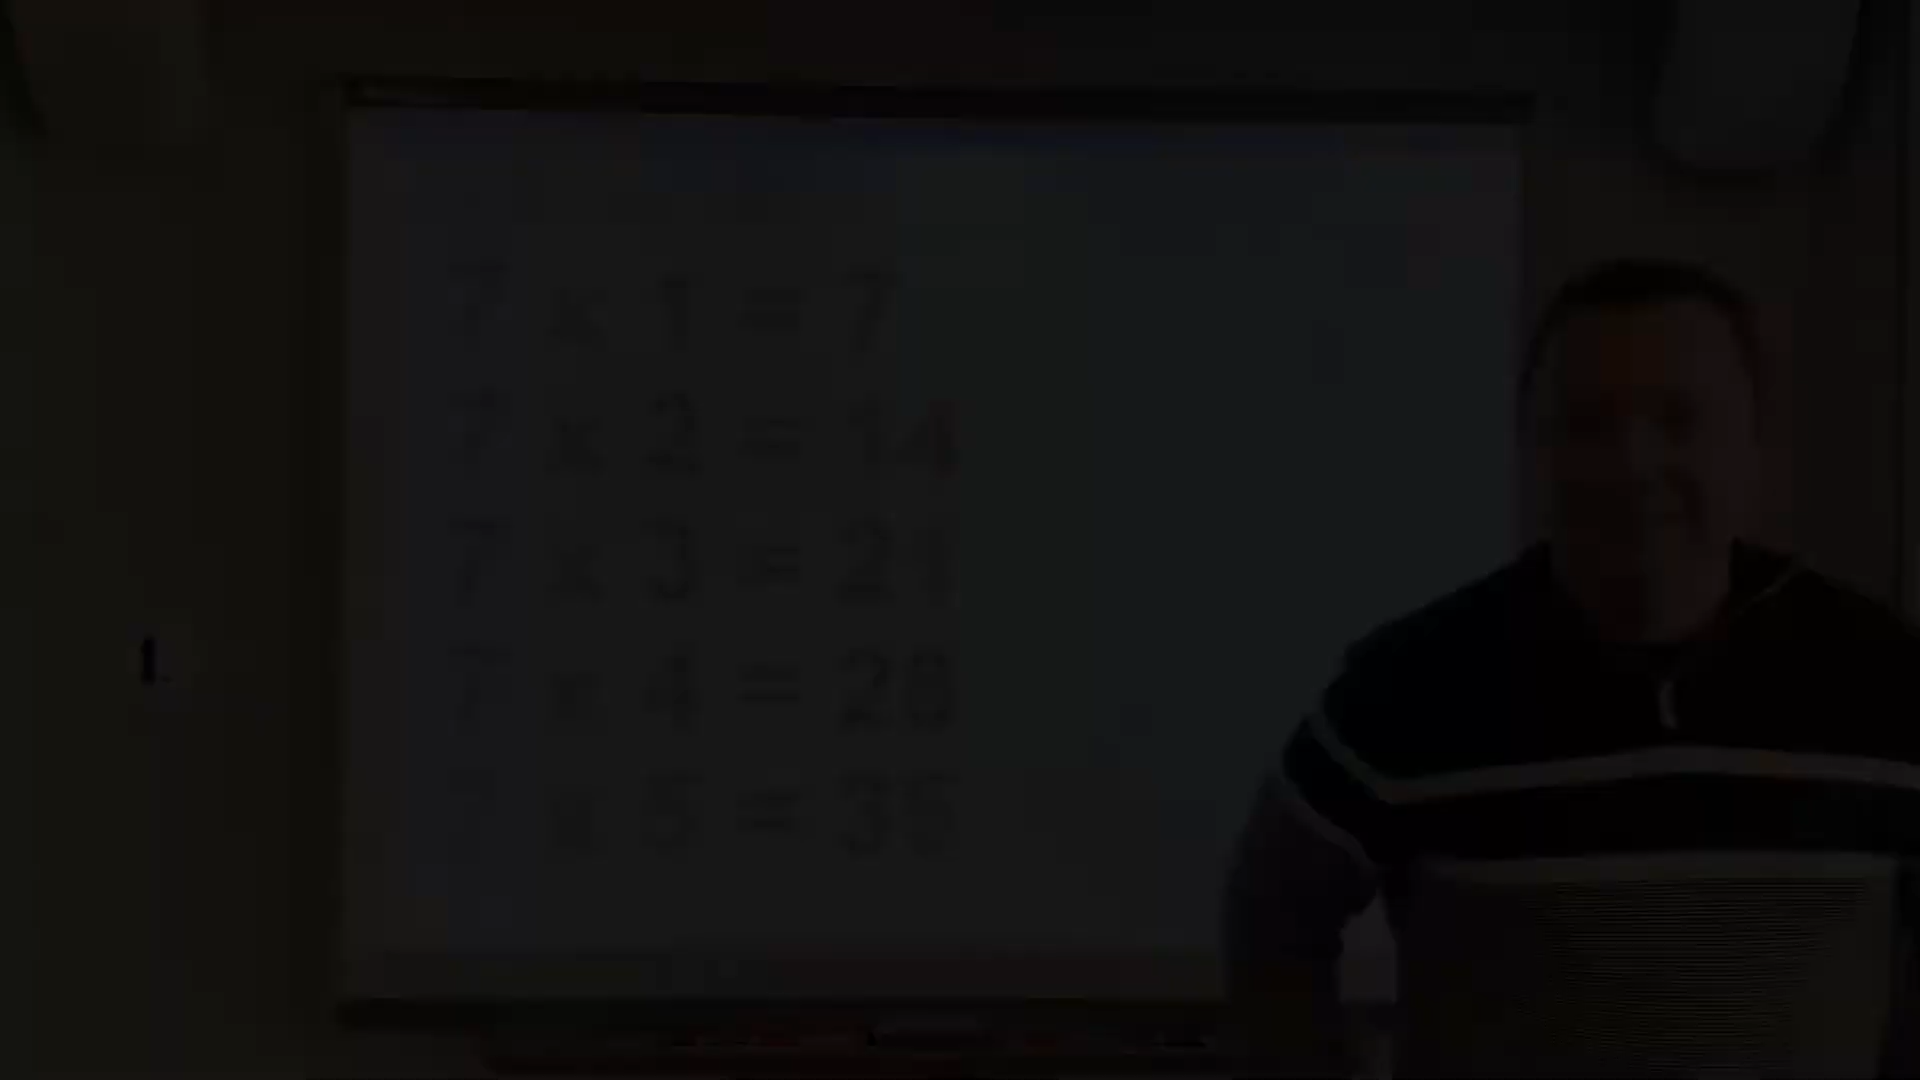 7 x 1 = 7
7 x 2 = 14
7 x 3 = 21
7 x 4 = 28
7 x 5 = 35